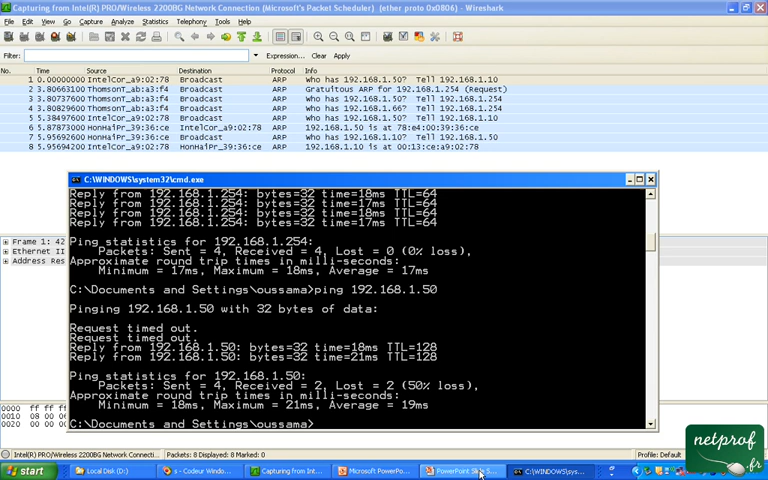 Capturing from Intel(R) PRO/Wireless 2200BG Network Connection (Microsoft's Packet Scheduler) (ether proto 0x0806) - Wireshark
File Edit View Go Capture Analyze Statistics Telephony Tools Help
Filter: Expression... Clear Apply
No. Time Source Destination Protocol Info
1 0.00000000 IntelCor_a9:02:78 Broadcast ARP Who has 192.168.1.50? Tell 192.168.1.10
2 3.80663100 ThomsonT_ab:a3:f4 Broadcast ARP Gratuitous ARP for 192.168.1.254 (Request)
3 3.80737600 ThomsonT_ab:a3:f4 Broadcast ARP Who has 192.168.1.50? Tell 192.168.1.254
4 3.80829600 ThomsonT_ab:a3:f4 Broadcast ARP Who has 192.168.1.66? Tell 192.168.1.254
5 5.38497600 IntelCor_a9:02:78 Broadcast ARP Who has 192.168.1.50? Tell 192.168.1.10
6 5.87873000 HonHaiPr_39:36:ce IntelCor_a9:02:78 ARP 192.168.1.50 is at 78:e4:00:39:36:ce
7 5.95692600 HonHaiPr_39:36:ce Broadcast ARP Who has 192.168.1.10? Tell 192.168.1.50
8 5.95694200 IntelCor_a9:02:78 HonHaiPr_39:36:ce ARP 192.168.1.10 is at 00:13:ce:a9:02:78
C:\WINDOWS\system32\cmd.exe
Reply from 192.168.1.254: bytes=32 time=18ms TTL=64
Reply from 192.168.1.254: bytes=32 time=17ms TTL=64
Reply from 192.168.1.254: bytes=32 time=18ms TTL=64
Reply from 192.168.1.254: bytes=32 time=17ms TTL=64
Ping statistics for 192.168.1.254:
Packets: Sent = 4, Received = 4, Lost = 0 (0% loss),
Approximate round trip times in milli-seconds:
Minimum = 17ms, Maximum = 18ms, Average = 17ms
C:\Documents and Settings\oussama>ping 192.168.1.50
Pinging 192.168.1.50 with 32 bytes of data:
Request timed out.
Request timed out.
Reply from 192.168.1.50: bytes=32 time=18ms TTL=128
Reply from 192.168.1.50: bytes=32 time=21ms TTL=128
Ping statistics for 192.168.1.50:
Packets: Sent = 4, Received = 2, Lost = 2 (50% loss),
Approximate round trip times in milli-seconds:
Minimum = 18ms, Maximum = 21ms, Average = 19ms
C:\Documents and Settings\oussama>
Frame 1: 42
Ethernet II
Address Res
0000 ff ff f
0010 08 00 0
0020 00 00 0
Intel(R) PRO/Wireless 2200BG Network Connecti... Packets: 8 Displayed: 8 Marked: 0 Profile: Default
start Local Disk (D:) s - Codeur Windo... Capturing from Int... Microsoft PowerPo... PowerPoint Slide S... C:\WINDOWS\sys...
netprof
.fr